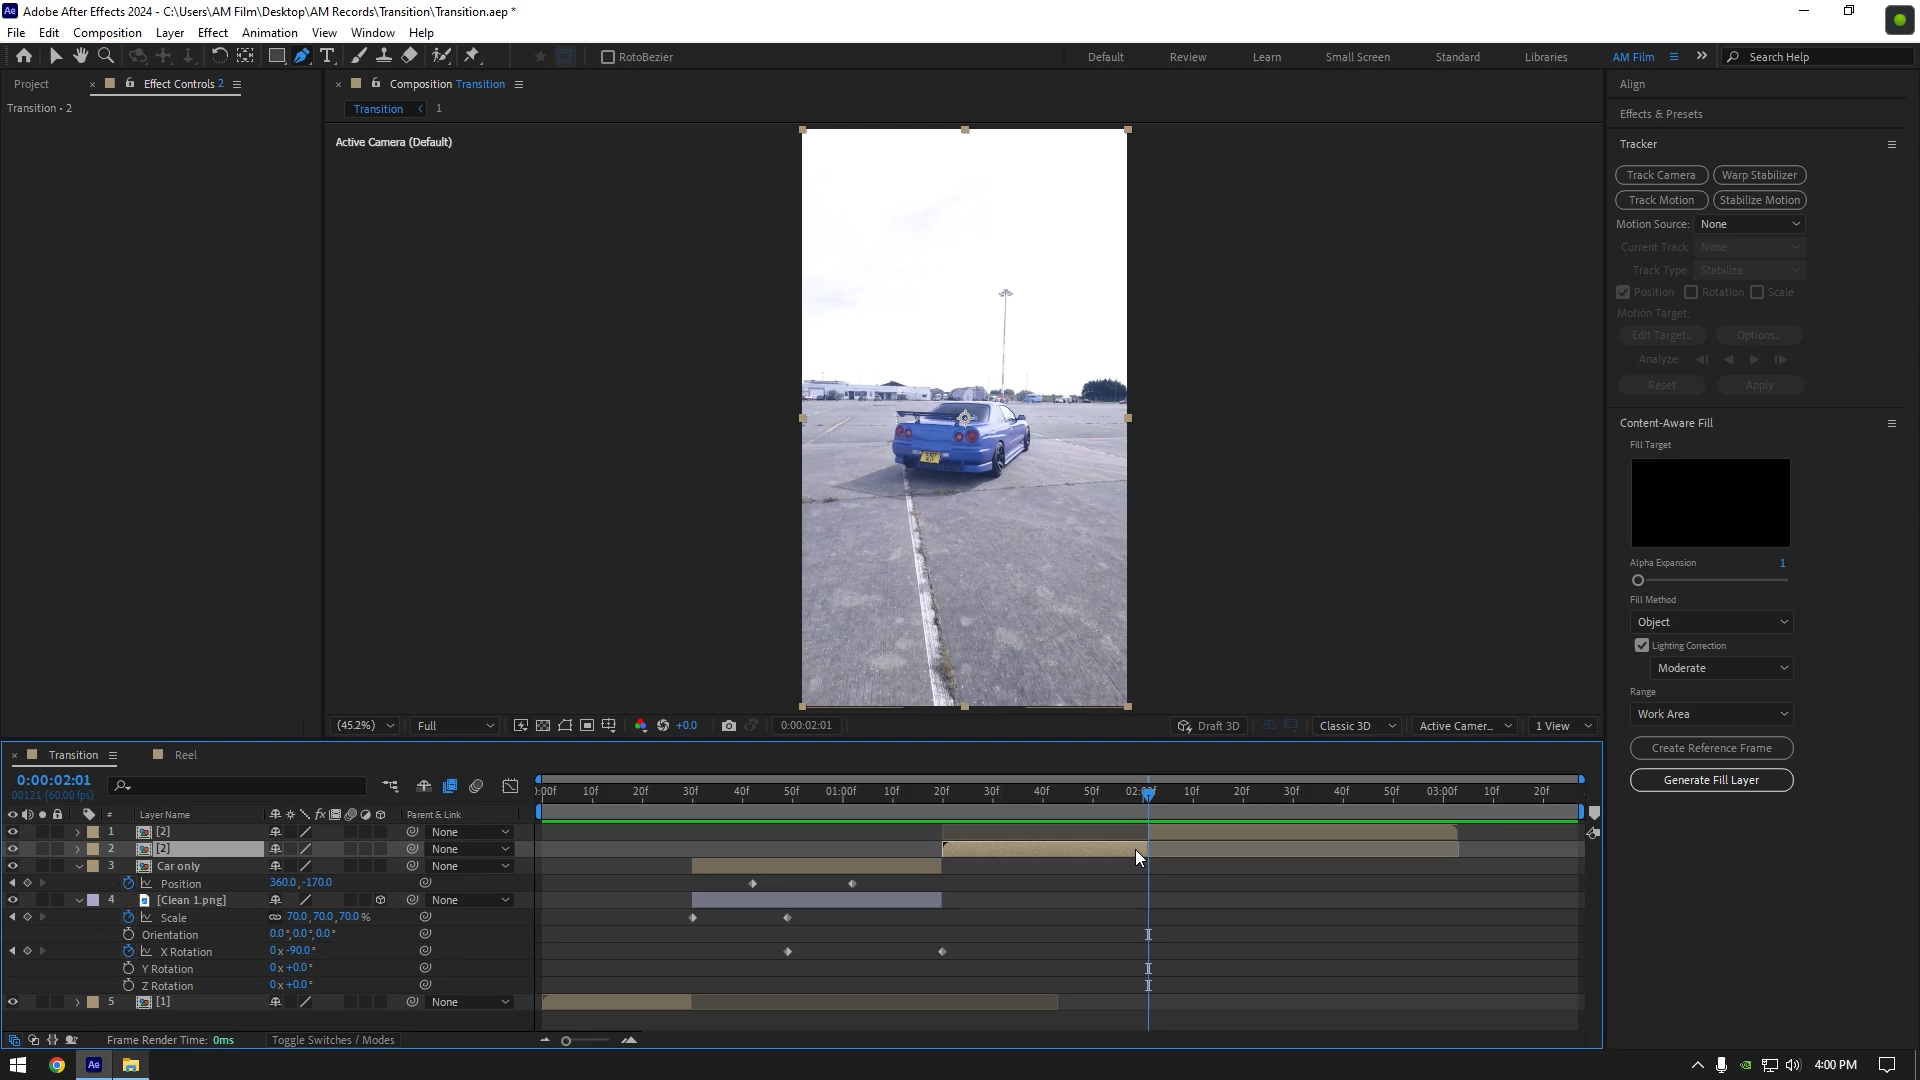 Adobe After Effects 2024 - C:\Users\AM Film\Desktop\AM Records\Transition\Transition.aep *
File Edit Composition Layer Effect Animation View Window Help
RotoBezier Default Review Learn Small Screen Standard Libraries AM Film Search Help
Project Effect Controls 2
Transition • 2
Composition Transition
Transition 1
Active Camera (Default)
(45.2%) Full +0.0 0:00:02:01 Draft 3D Classic 3D Active Camer... 1 View
Align
Effects & Presets
Tracker
Track Camera Warp Stabilizer
Track Motion Stabilize Motion
Motion Source: None
Current Track: None
Track Type: Stabilize
Position Rotation Scale
Motion Target:
Edit Target... Options...
Analyze:
Reset Apply
Content-Aware Fill
Fill Target
Alpha Expansion 1
Fill Method
Object
Lighting Correction
Moderate
Range
Work Area
Create Reference Frame
Generate Fill Layer
Transition Reel
0:00:02:01
00121 (60.00 fps)
):00f 10f 20f 30f 40f 50f 01:00f 10f 20f 30f 40f 50f 02:00f 10f 20f 30f 40f 50f 03:00f 10f 20f
# Layer Name fx Parent & Link
1 [2] None
2 [2] None
3 Car only None
Position 360.0,-170.0
4 [Clean 1.png] None
Scale 70.0,70.0,70.0%
Orientation 0.0°,0.0°,0.0°
X Rotation 0x-90.0°
Y Rotation 0x+0.0°
Z Rotation 0x+0.0°
5 [1] None
Frame Render Time: 0ms Toggle Switches / Modes
Ae 4:00 PM